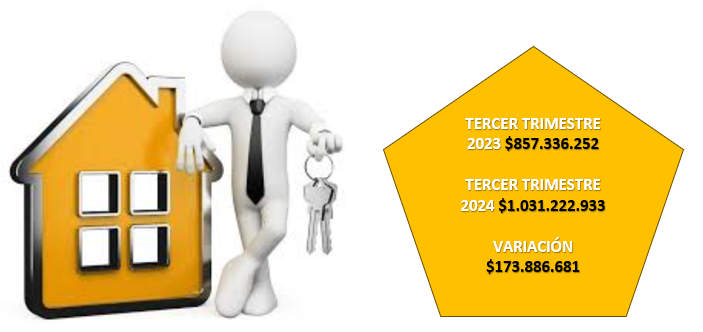 TERCER TRIMESTRE
2023 $857.336.252
TERCER TRIMESTRE
2024 $1.031.222.933
VARIACIÓN
$173.886.681